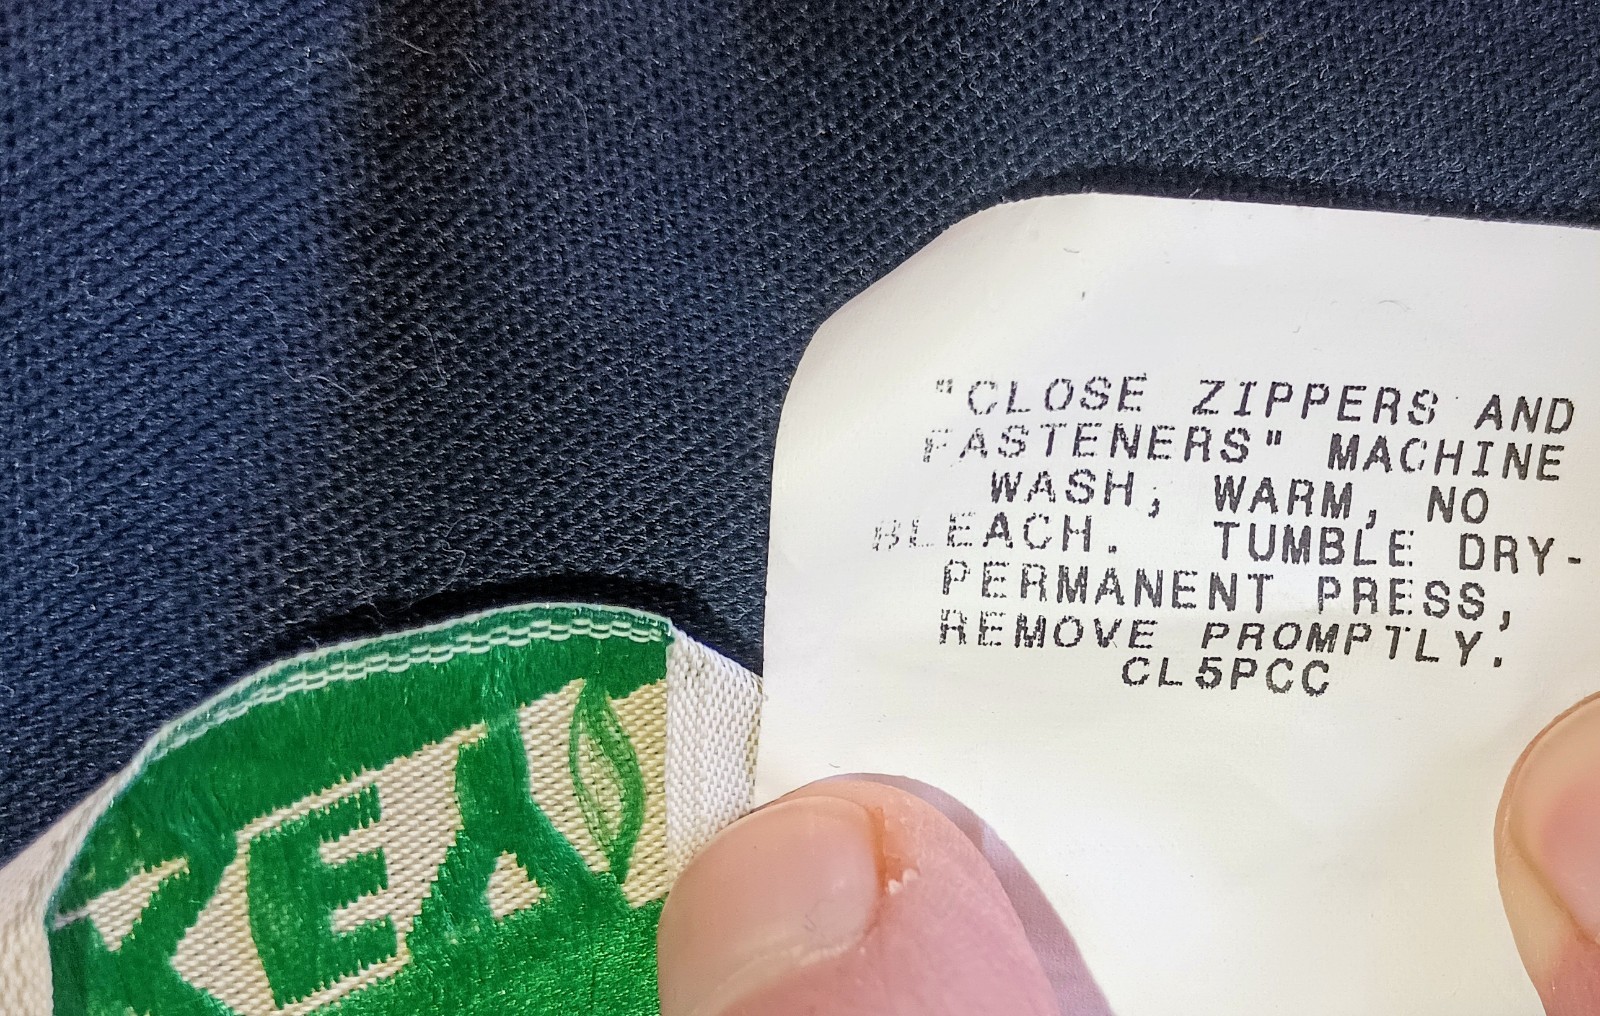 "CLOSE ZIPPERS AND
FASTENERS" MACHINE
WASH, WARM, NO
BLEACH. TUMBLE DRY-
PERMANENT PRESS,
REMOVE PROMPTLY.
CL5PCC